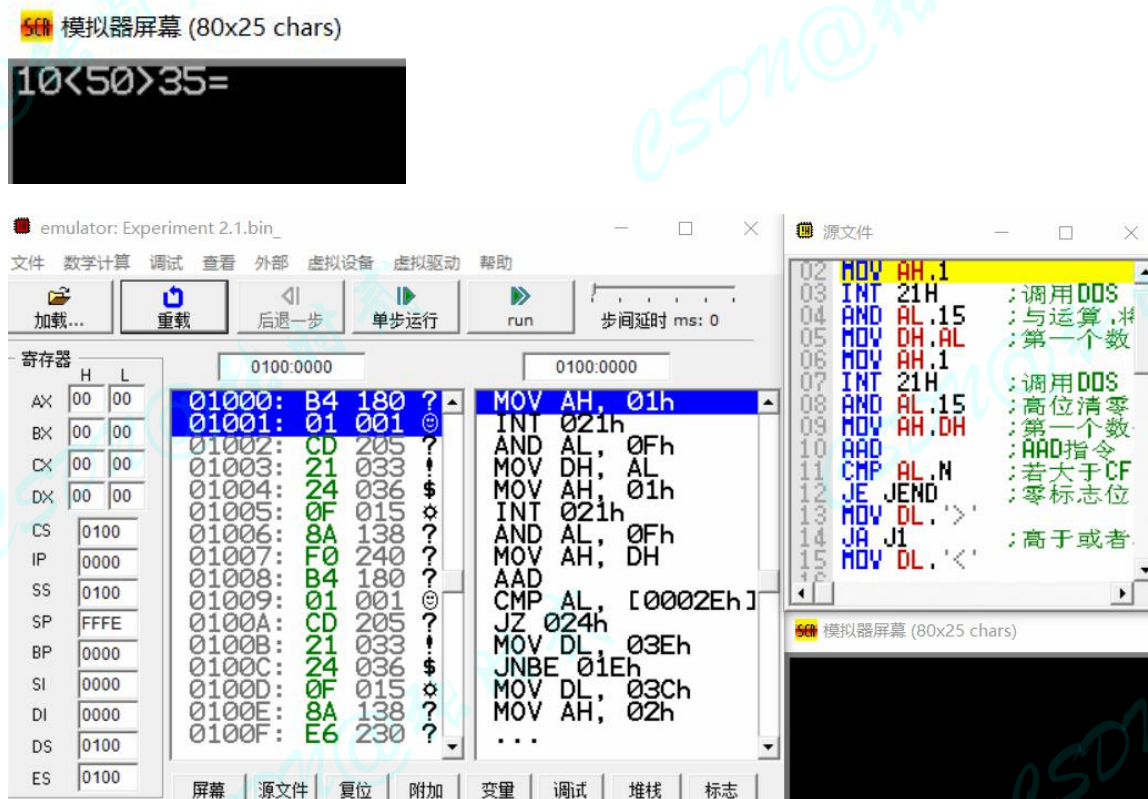 模拟器屏幕 (80x25 chars)
10<50>35=
emulator: Experiment 2.1.bin_
文件 数学计算 调试 查看 外部 虚拟设备 虚拟驱动 帮助
加载... 重载 后退一步 单步运行 run 步间延时 ms: 0
寄存器
H L
AX 00 00
BX 00 00
CX 00 00
DX 00 00
CS 0100
IP 0000
SS 0100
SP FFFE
BP 0000
SI 0000
DI 0000
DS 0100
ES 0100
0100:0000
01000: B4 180 ?
01001: 01 001 ☺
01002: CD 205 ?
01003: 21 033 !
01004: 24 036 $
01005: 0F 015 ☼
01006: 8A 138 ?
01007: F0 240 ?
01008: B4 180 ?
01009: 01 001 ☺
0100A: CD 205 ?
0100B: 21 033 !
0100C: 24 036 $
0100D: 0F 015 ☼
0100E: 8A 138 ?
0100F: E6 230 ?
0100:0000
MOV AH, 01h
INT 021h
AND AL, 0Fh
MOV DH, AL
MOV AH, 01h
INT 021h
AND AL, 0Fh
MOV AH, DH
AAD
CMP AL, [0002Eh]
JZ 024h
MOV DL, 03Eh
JNBE 01Eh
MOV DL, 03Ch
MOV AH, 02h
...
屏幕 源文件 复位 附加 变量 调试 堆栈 标志
源文件
02 MOV AH,1
03 INT 21H ;调用DOS
04 AND AL,15 ;与运算,将
05 MOV DH,AL ;第一个数
06 MOV AH,1
07 INT 21H ;调用DOS
08 AND AL,15 ;高位清零
09 MOV AH,DH ;第一个数
10 AAD ;AAD指令
11 CMP AL,N ;若大于CF
12 JE JEND ;零标志位
13 MOV DL,'>'
14 JA J1 ;高于或者
15 MOV DL,'<'
模拟器屏幕 (80x25 chars)